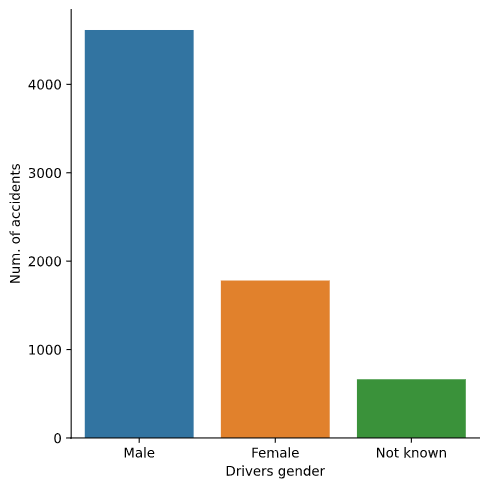 Num. of accidents
4000
3000
2000
1000
0
Male Female Not known
Drivers gender